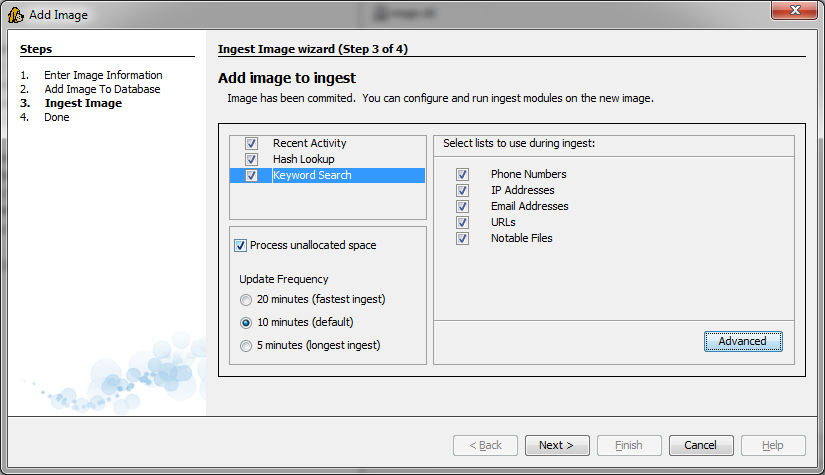 Add Image
Steps
1. Enter Image Information
2. Add Image To Database
3. Ingest Image
4. Done
Ingest Image wizard (Step 3 of 4)
Add image to ingest
Image has been commited. You can configure and run ingest modules on the new image.
Recent Activity
Hash Lookup
Keyword Search
Process unallocated space
Update Frequency
20 minutes (fastest ingest)
10 minutes (default)
5 minutes (longest ingest)
Select lists to use during ingest:
Phone Numbers
IP Addresses
Email Addresses
URLs
Notable Files
Advanced
< Back
Next >
Finish
Cancel
Help